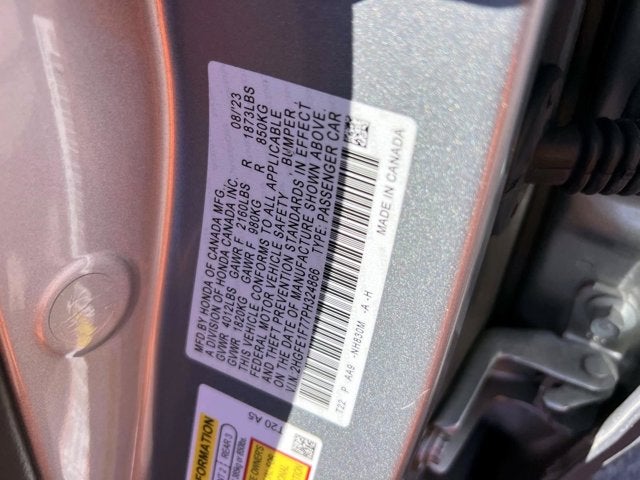 MFD BY HONDA OF CANADA MFG. 08/'23
A DIVISION OF HONDA CANADA INC.
GVWR 4012LBS GAWR F 2160LBS R 1873LBS
GVWR 1820KG GAWR F 980KG R 850KG
THIS VEHICLE CONFORMS TO ALL APPLICABLE
FEDERAL MOTOR VEHICLE SAFETY, BUMPER,
AND THEFT PREVENTION STANDARDS IN EFFECT
ON THE DATE OF MANUFACTURE SHOWN ABOVE.
V.I.N. 2HGFE1F77PH324866 TYPE: PASSENGER CAR
T22 P AA9 -NH830M -A -H
MADE IN CANADA
T20 A5
REAR 3